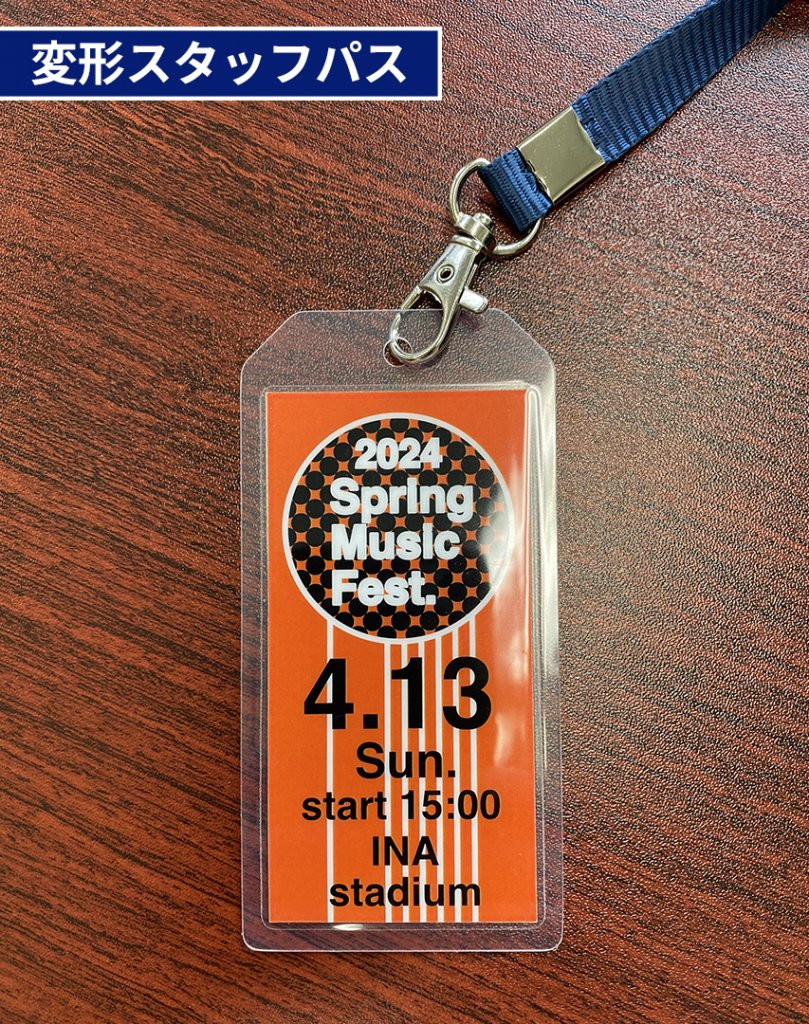 変形スタッフパス
2024
Spring
Music
Fest.
4.13
Sun.
start 15:00
INA
stadium